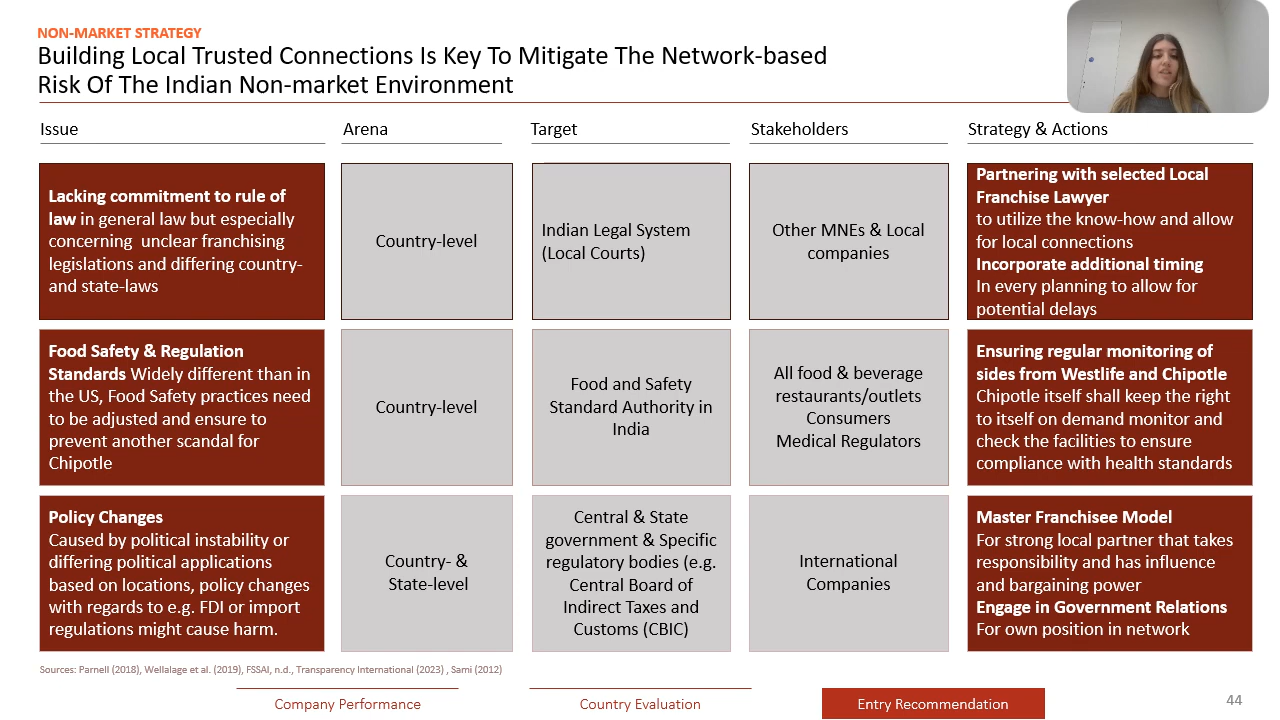 NON-MARKET STRATEGY
Building Local Trusted Connections Is Key To Mitigate The Network-based
Risk Of The Indian Non-market Environment
Issue
Arena
Target
Stakeholders
Strategy & Actions
Lacking commitment to rule of
law in general law but especially
concerning unclear franchising
legislations and differing country-
and state-laws
Country-level
Indian Legal System
(Local Courts)
Other MNEs & Local
companies
Partnering with selected Local
Franchise Lawyer
to utilize the know-how and allow
for local connections
Incorporate additional timing
In every planning to allow for
potential delays
Food Safety & Regulation
Standards Widely different than in
the US, Food Safety practices need
to be adjusted and ensure to
prevent another scandal for
Chipotle
Country-level
Food and Safety
Standard Authority in
India
All food & beverage
restaurants/outlets
Consumers
Medical Regulators
Ensuring regular monitoring of
sides from Westlife and Chipotle
Chipotle itself shall keep the right
to itself on demand monitor and
check the facilities to ensure
compliance with health standards
Policy Changes
Caused by political instability or
differing political applications
based on locations, policy changes
with regards to e.g. FDI or import
regulations might cause harm.
Country- &
State-level
Central & State
government & Specific
regulatory bodies (e.g.
Central Board of
Indirect Taxes and
Customs (CBIC)
International
Companies
Master Franchisee Model
For strong local partner that takes
responsibility and has influence
and bargaining power
Engage in Government Relations
For own position in network
Sources: Parnell (2018), Wellalage et al. (2019), FSSAI, n.d., Transparency International (2023) , Sami (2012)
Company Performance
Country Evaluation
Entry Recommendation
44